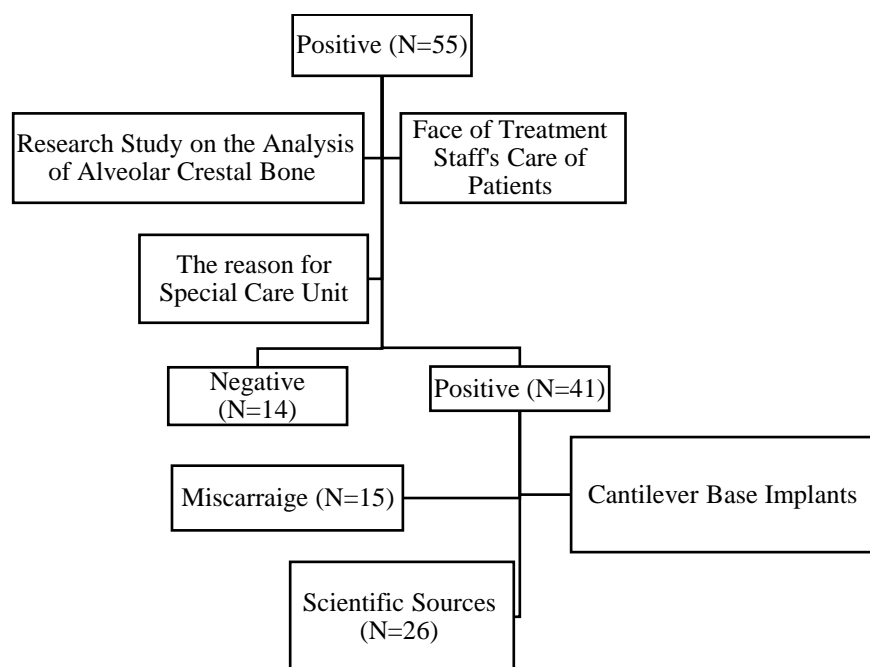 Positive (N=55)
Research Study on the Analysis
of Alveolar Crestal Bone
Face of Treatment
Staff's Care of
Patients
The reason for
Special Care Unit
Negative
(N=14)
Positive (N=41)
Miscarraige (N=15)
Cantilever Base Implants
Scientific Sources
(N=26)